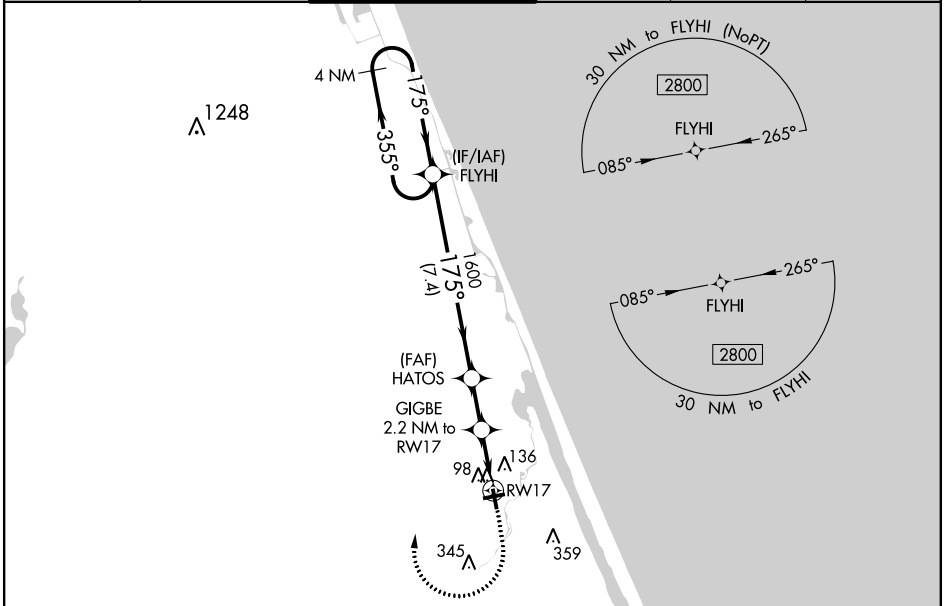 30 NM to FLYHI (NoPT)
2800
FLYHI
085°
265°
4 NM
175°
355°
1248
(IF/IAF)
FLYHI
1600
175°
(7.4)
085°
265°
FLYHI
2800
30 NM to FLYHI
(FAF)
HATOS
GIGBE
2.2 NM to
RW17
98
136
RW17
345
359